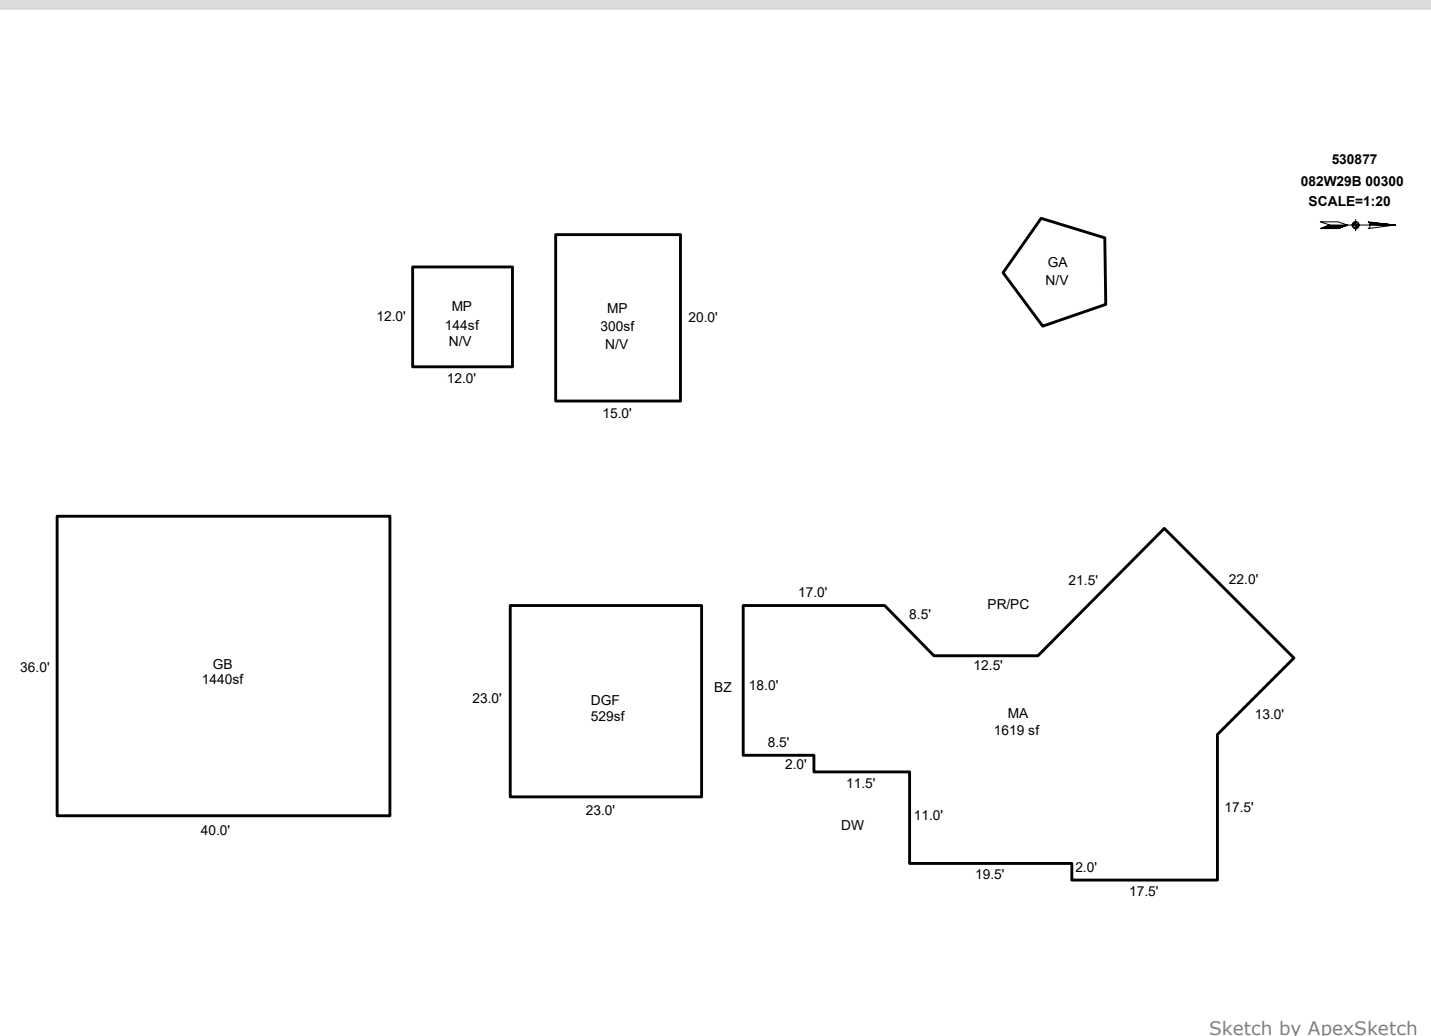 530877
082W29B 00300
SCALE=1:20
GA
N/V
12.0'
MP
144sf
N/V
12.0'
MP
300sf
N/V
20.0'
15.0'
36.0'
GB
1440sf
40.0'
23.0'
DGF
529sf
23.0'
BZ
17.0'
8.5'
PR/PC
12.5'
21.5'
22.0'
18.0'
MA
1619 sf
13.0'
8.5'
2.0'
11.5'
DW
11.0'
17.5'
19.5'
2.0'
17.5'
Sketch by ApexSketch